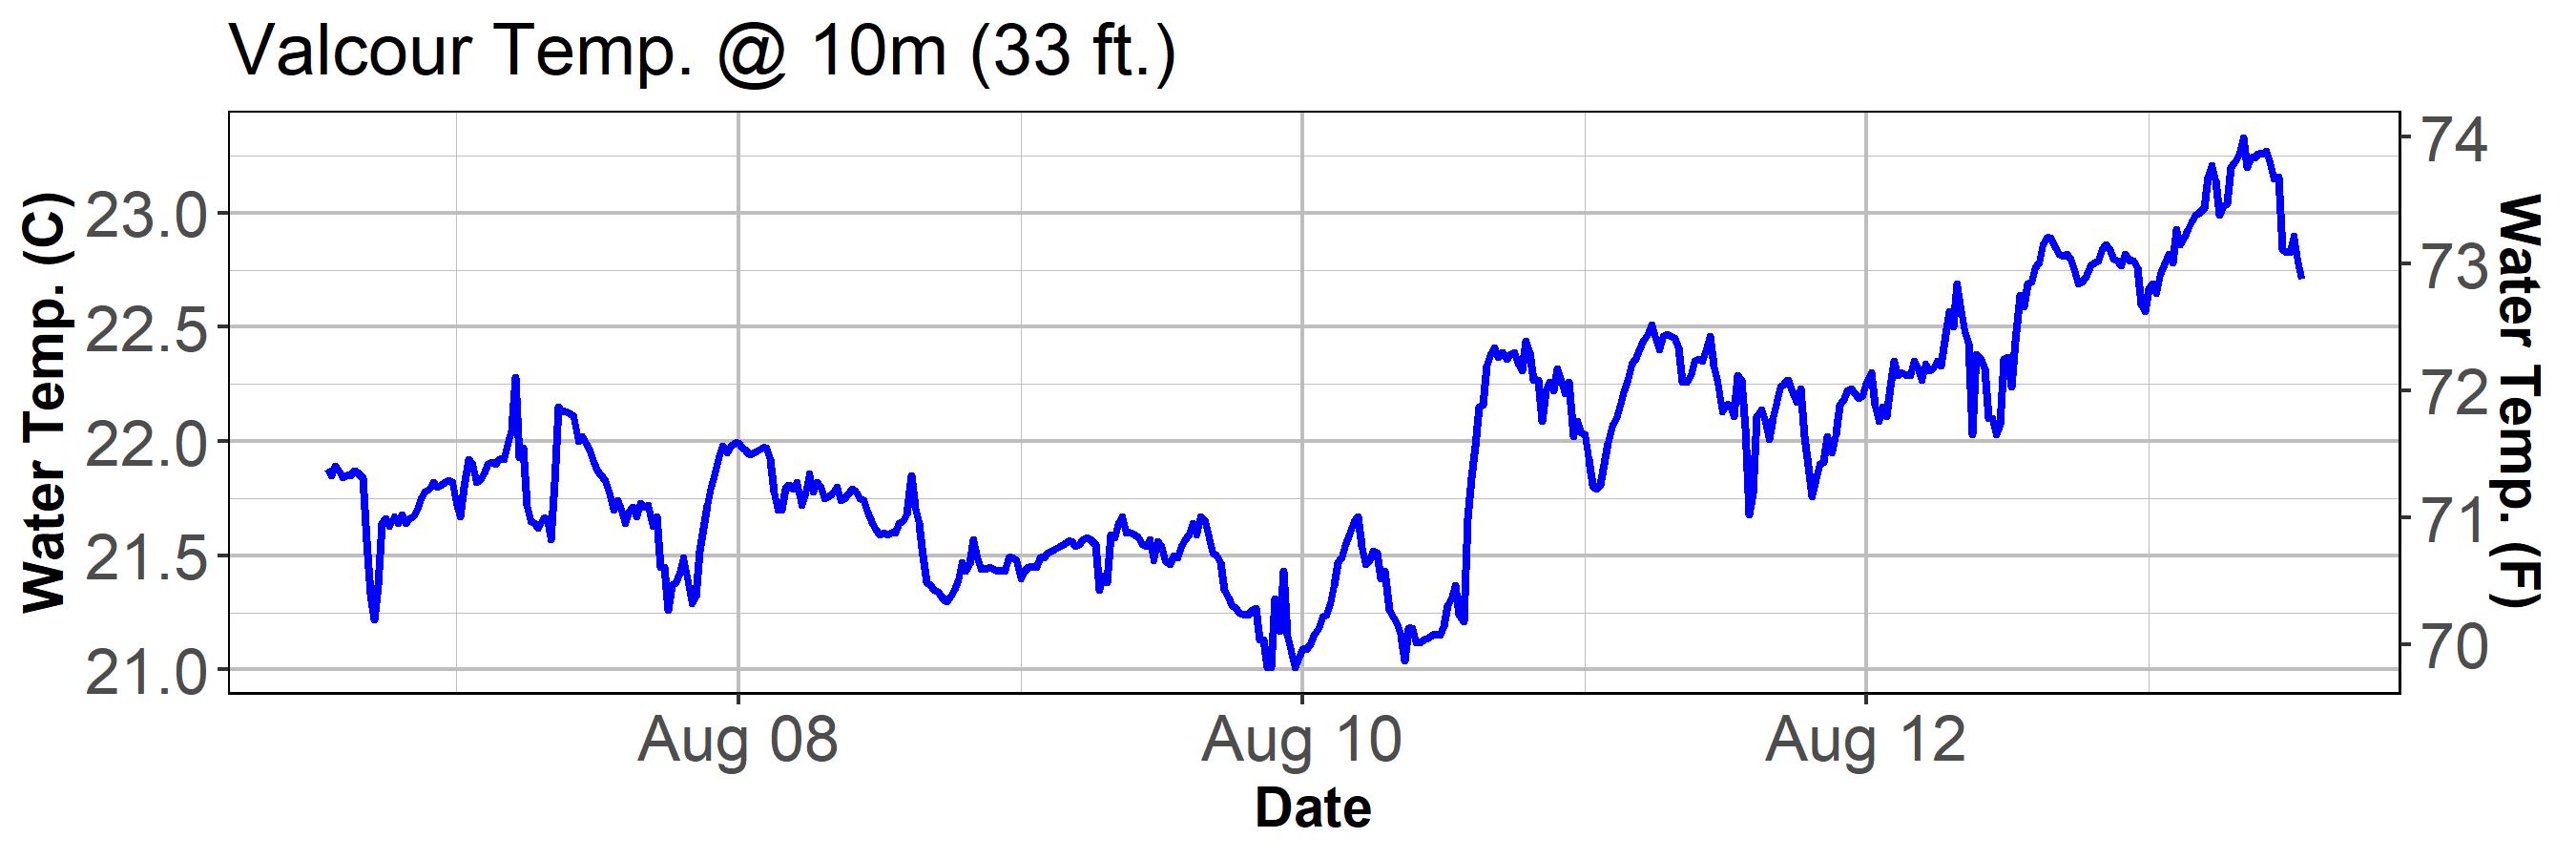 Valcour Temp. @ 10m (33 ft.)
Water Temp. (C)
23.0
22.5
22.0
21.5
21.0
74
73
72
71
70
Water Temp. (F)
Aug 08
Aug 10
Aug 12
Date